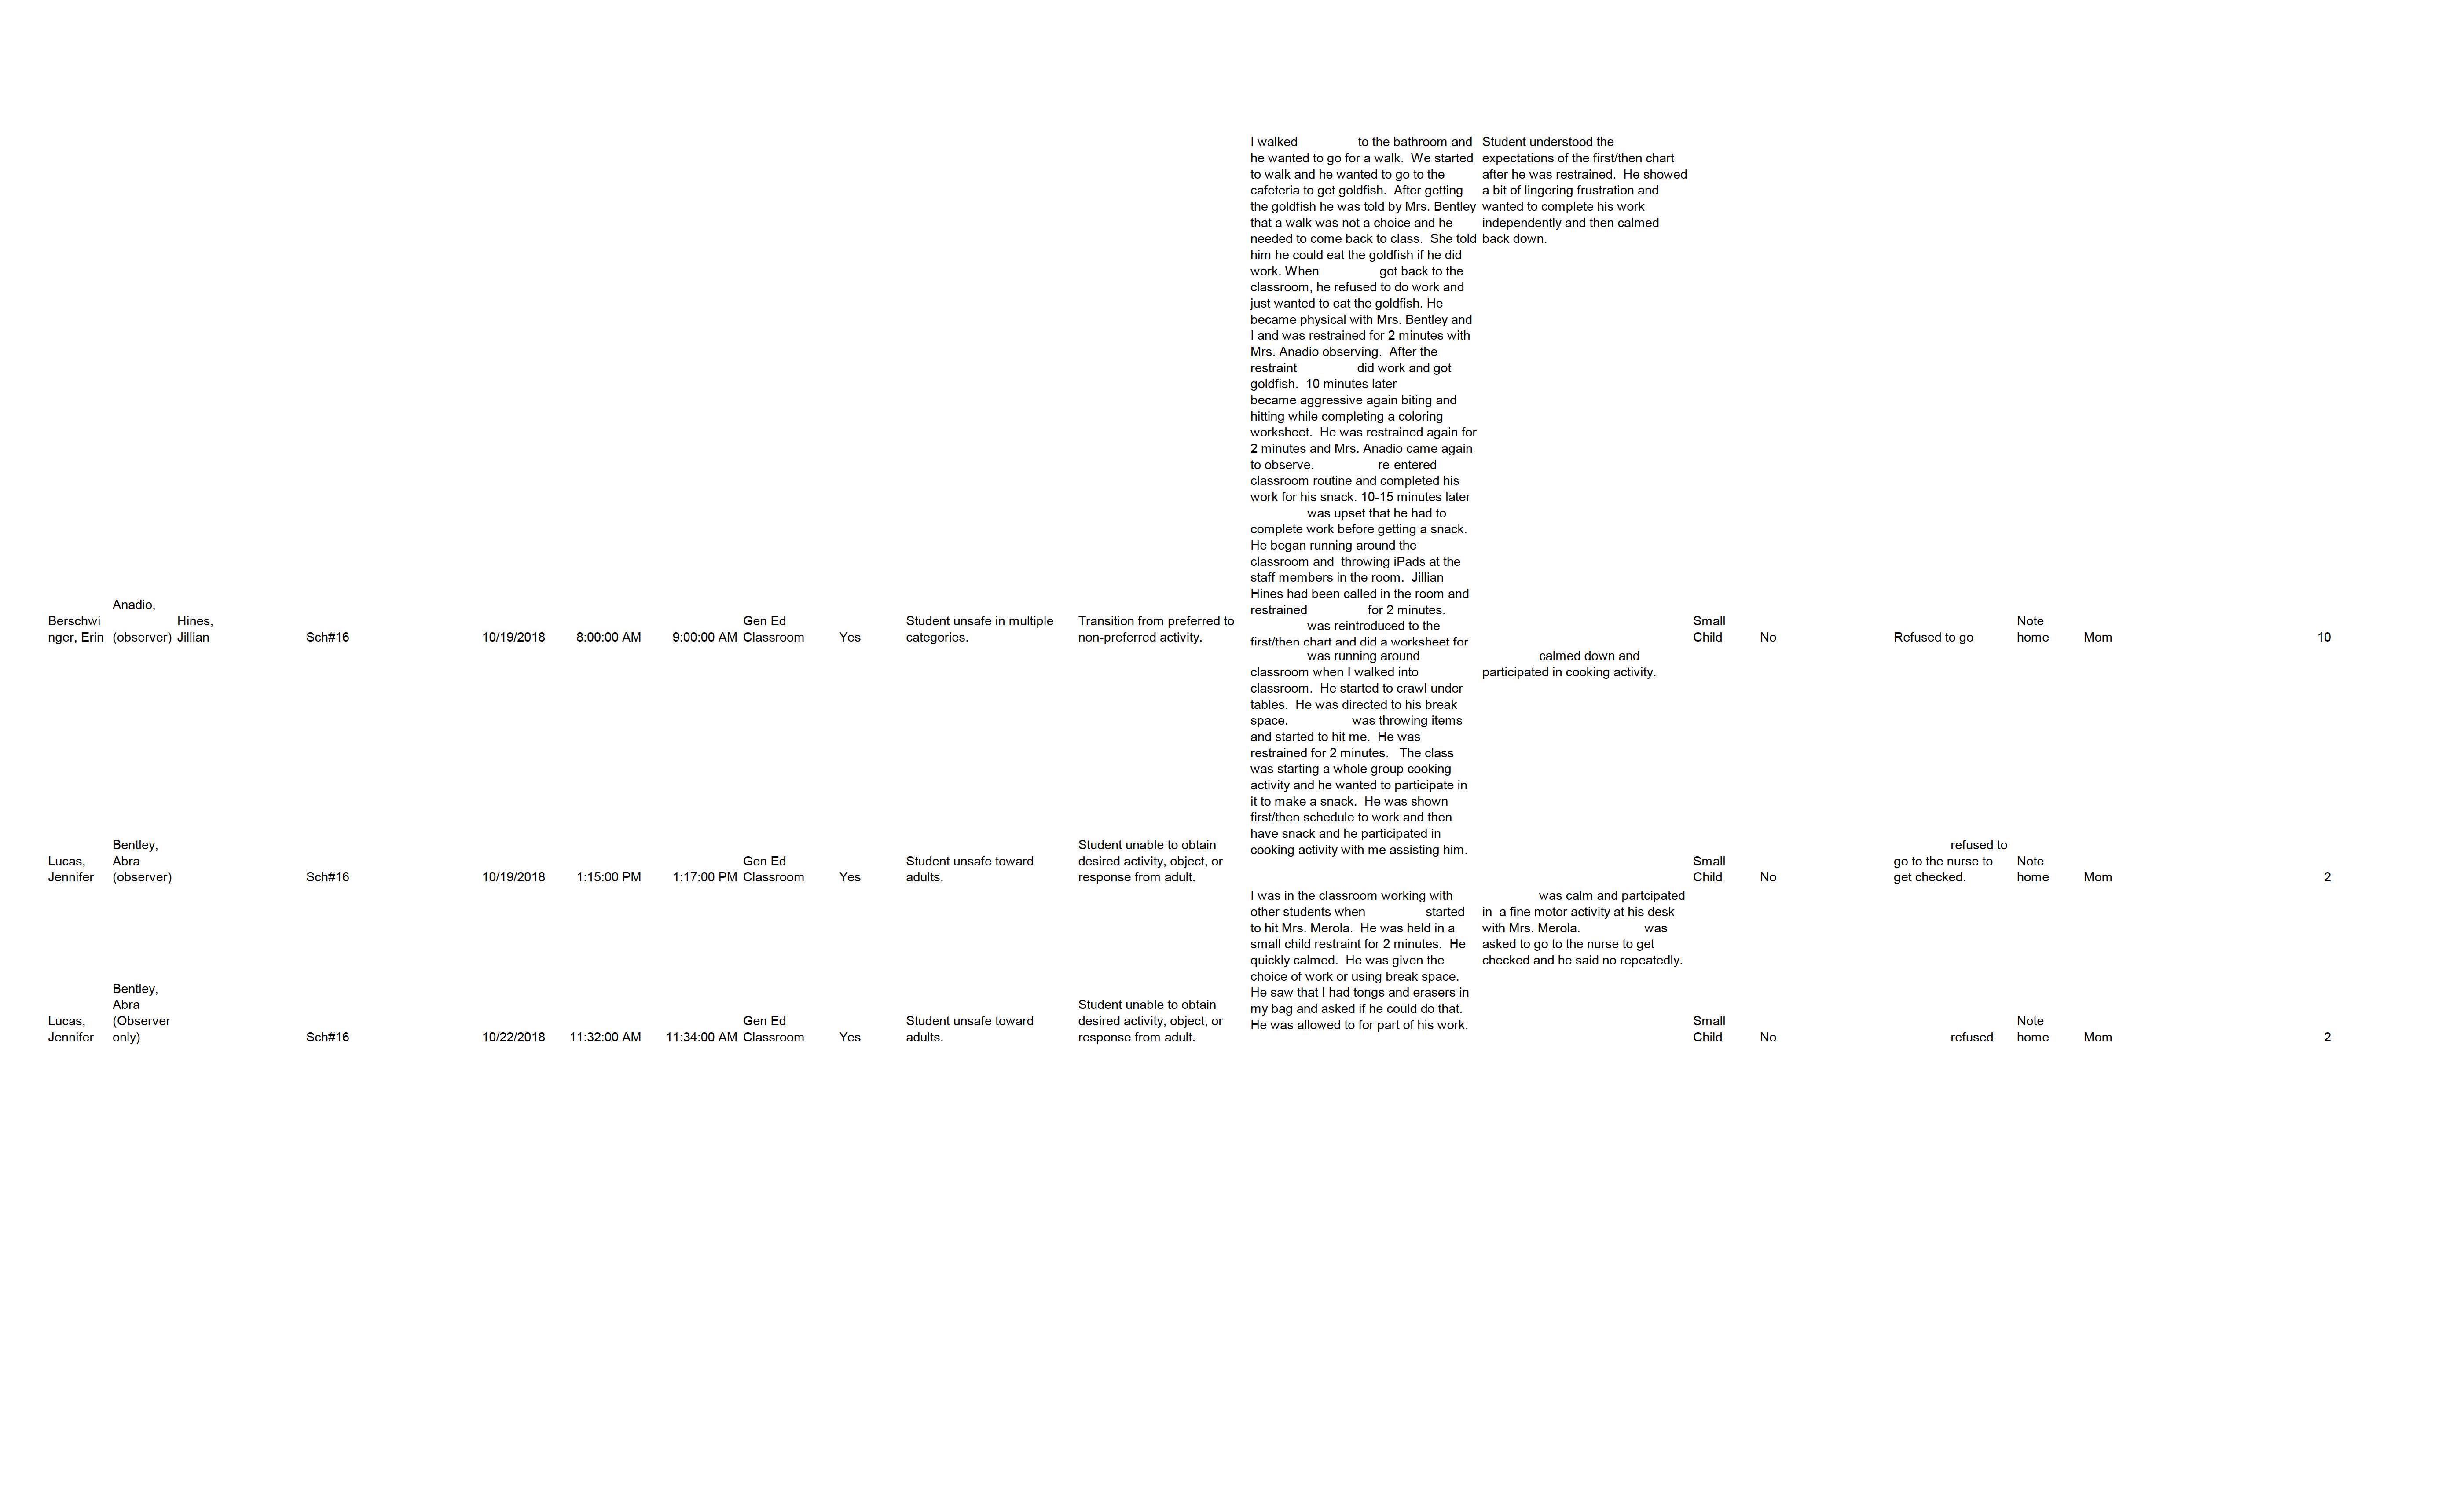 I walked to the bathroom and
he wanted to go for a walk.  We started
to walk and he wanted to go to the
cafeteria to get goldfish.  After getting
the goldfish he was told by Mrs. Bentley
that a walk was not a choice and he
needed to come back to class.  She told
him he could eat the goldfish if he did
work. When got back to the
classroom, he refused to do work and
just wanted to eat the goldfish. He
became physical with Mrs. Bentley and
I and was restrained for 2 minutes with
Mrs. Anadio observing.  After the
restraint did work and got
goldfish.  10 minutes later
became aggressive again biting and
hitting while completing a coloring
worksheet.  He was restrained again for
2 minutes and Mrs. Anadio came again
to observe. re-entered
classroom routine and completed his
work for his snack. 10-15 minutes later
was upset that he had to
complete work before getting a snack.
He began running around the
classroom and  throwing iPads at the
staff members in the room.  Jillian
Hines had been called in the room and
restrained for 2 minutes.
was reintroduced to the
first/then chart and did a worksheet for
Student understood the
expectations of the first/then chart
after he was restrained.  He showed
a bit of lingering frustration and
wanted to complete his work
independently and then calmed
back down.
Berschwi
nger, Erin
Anadio,
(observer)
Hines,
Jillian
Sch#16
10/19/2018
8:00:00 AM
9:00:00 AM
Gen Ed
Classroom
Yes
Student unsafe in multiple
categories.
Transition from preferred to
non-preferred activity.
Small
Child
No
Refused to go
Note
home
Mom
10
was running around
classroom when I walked into
classroom.  He started to crawl under
tables.  He was directed to his break
space. was throwing items
and started to hit me.  He was
restrained for 2 minutes.   The class
was starting a whole group cooking
activity and he wanted to participate in
it to make a snack.  He was shown
first/then schedule to work and then
have snack and he participated in
cooking activity with me assisting him.
calmed down and
participated in cooking activity.
Lucas,
Jennifer
Bentley,
Abra
(observer)
Sch#16
10/19/2018
1:15:00 PM
1:17:00 PM
Gen Ed
Classroom
Yes
Student unsafe toward
adults.
Student unable to obtain
desired activity, object, or
response from adult.
Small
Child
No
refused to
go to the nurse to
get checked.
Note
home
Mom
2
I was in the classroom working with
other students when started
to hit Mrs. Merola.  He was held in a
small child restraint for 2 minutes.  He
quickly calmed.  He was given the
choice of work or using break space.
He saw that I had tongs and erasers in
my bag and asked if he could do that.
He was allowed to for part of his work.
was calm and partcipated
in  a fine motor activity at his desk
with Mrs. Merola. was
asked to go to the nurse to get
checked and he said no repeatedly.
Lucas,
Jennifer
Bentley,
Abra
(Observer
only)
Sch#16
10/22/2018
11:32:00 AM
11:34:00 AM
Gen Ed
Classroom
Yes
Student unsafe toward
adults.
Student unable to obtain
desired activity, object, or
response from adult.
Small
Child
No
refused
Note
home
Mom
2